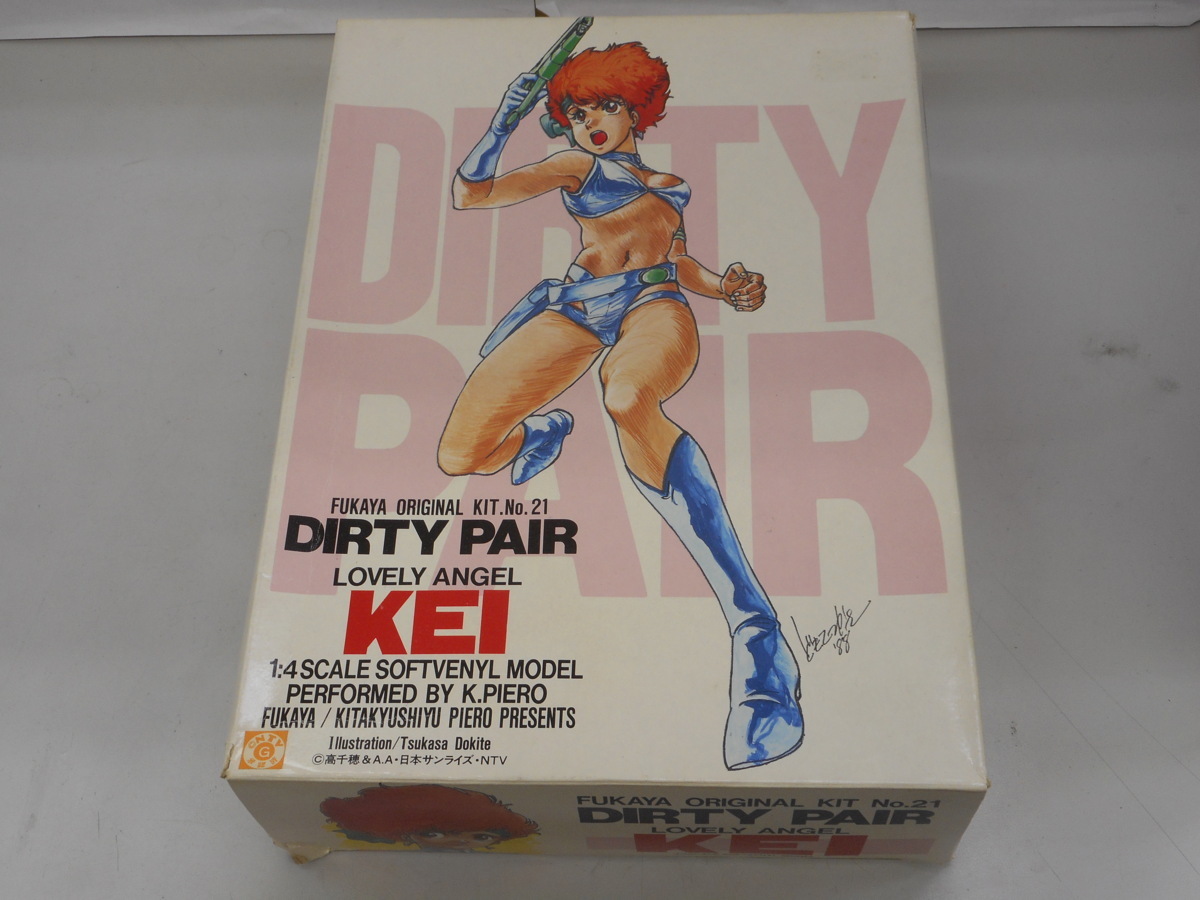 DIRTY
PAIR
FUKAYA ORIGINAL KIT.No.21
DIRTY PAIR
LOVELY ANGEL
KEI
1:4 SCALE SOFTVENYL MODEL
PERFORMED BY K.PIERO
FUKAYA / KITAKYUSHIYU PIERO PRESENTS
Illustration/Tsukasa Dokite
©高千穂&A.A・日本サンライズ・NTV
G
'88
FUKAYA ORIGINAL KIT No.21
DIRTY PAIR
LOVELY ANGEL
KEI